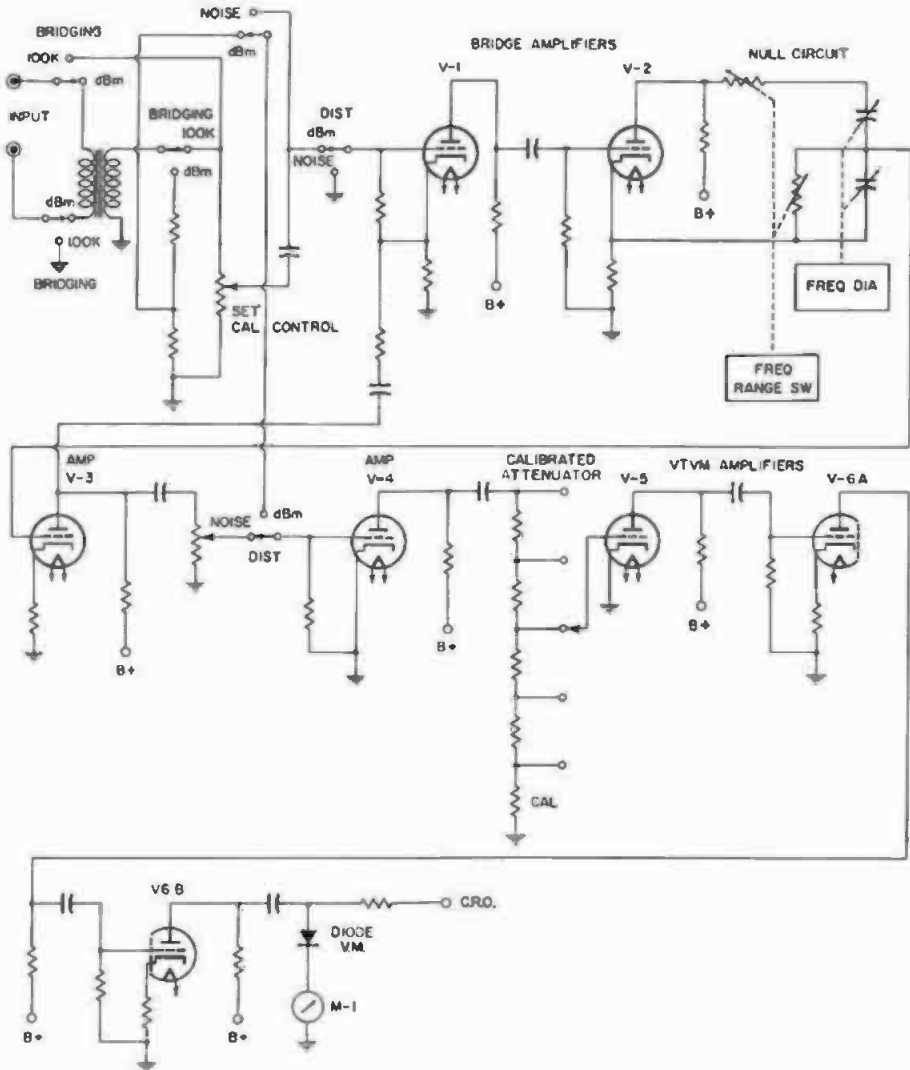 NOISE
BRIDGING
100K
dBm
dBm
INPUT
BRIDGING
100K
dBm
dBm
100K
BRIDGING
SET
CAL CONTROL
DIST
dBm
NOISE
BRIDGE AMPLIFIERS
V-1
V-2
NULL CIRCUIT
B+
B+
FREQ DIA
FREQ
RANGE SW
AMP
V-3
NOISE
dBm
DIST
AMP
V-4
CALIBRATED
ATTENUATOR
VTVM AMPLIFIERS
V-5
V-6A
B+
B+
B+
CAL
V6B
C.R.O.
DIODE
V.M.
M-1
B+
B+